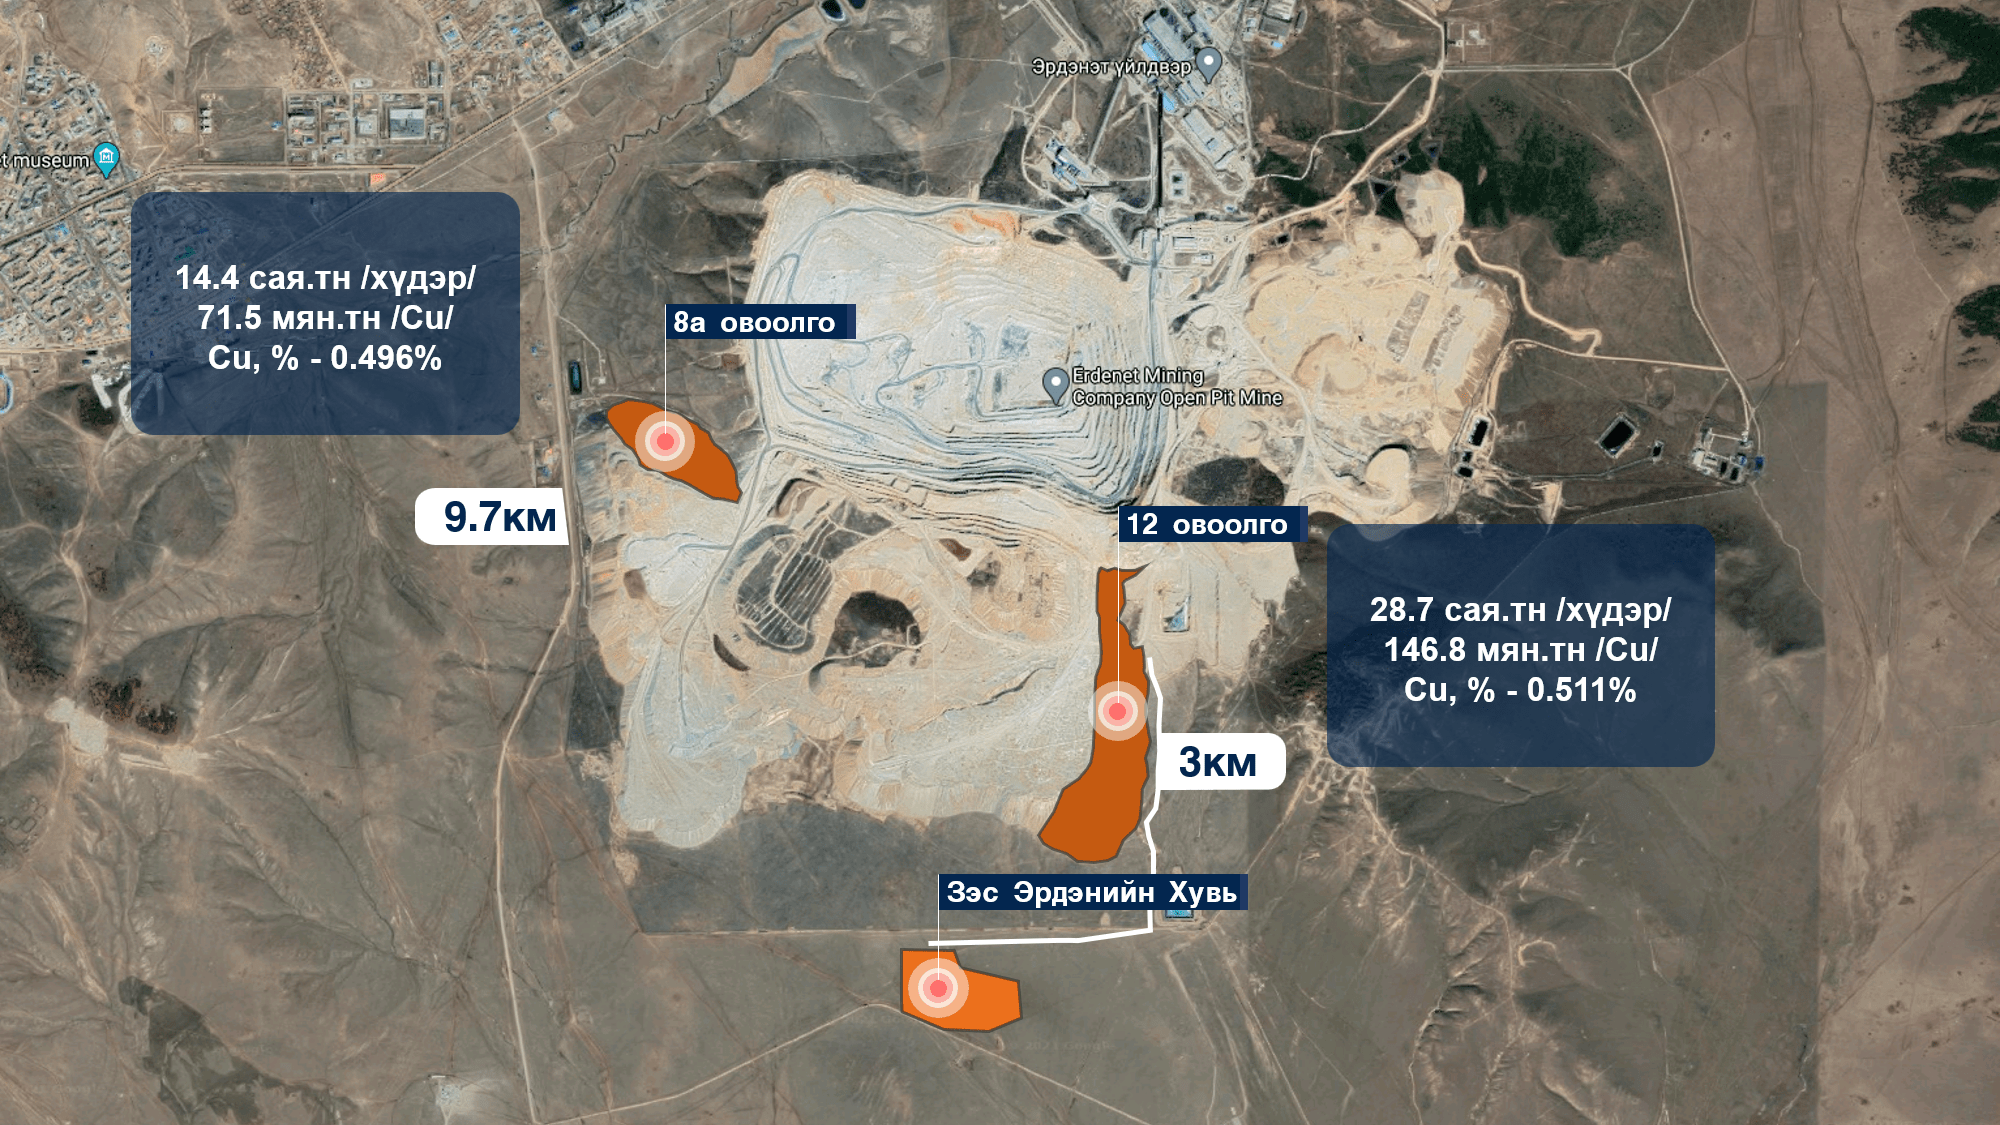 Эрдэнэт үйлдвэр
t museum
14.4 сая.тн /хүдэр/
71.5 мян.тн /Cu/
Cu, % - 0.496%
8а овоолго
Erdenet Mining
Company Open Pit Mine
9.7км
12 овоолго
28.7 сая.тн /хүдэр/
146.8 мян.тн /Cu/
Cu, % - 0.511%
3км
Зэс Эрдэнийн Хувь